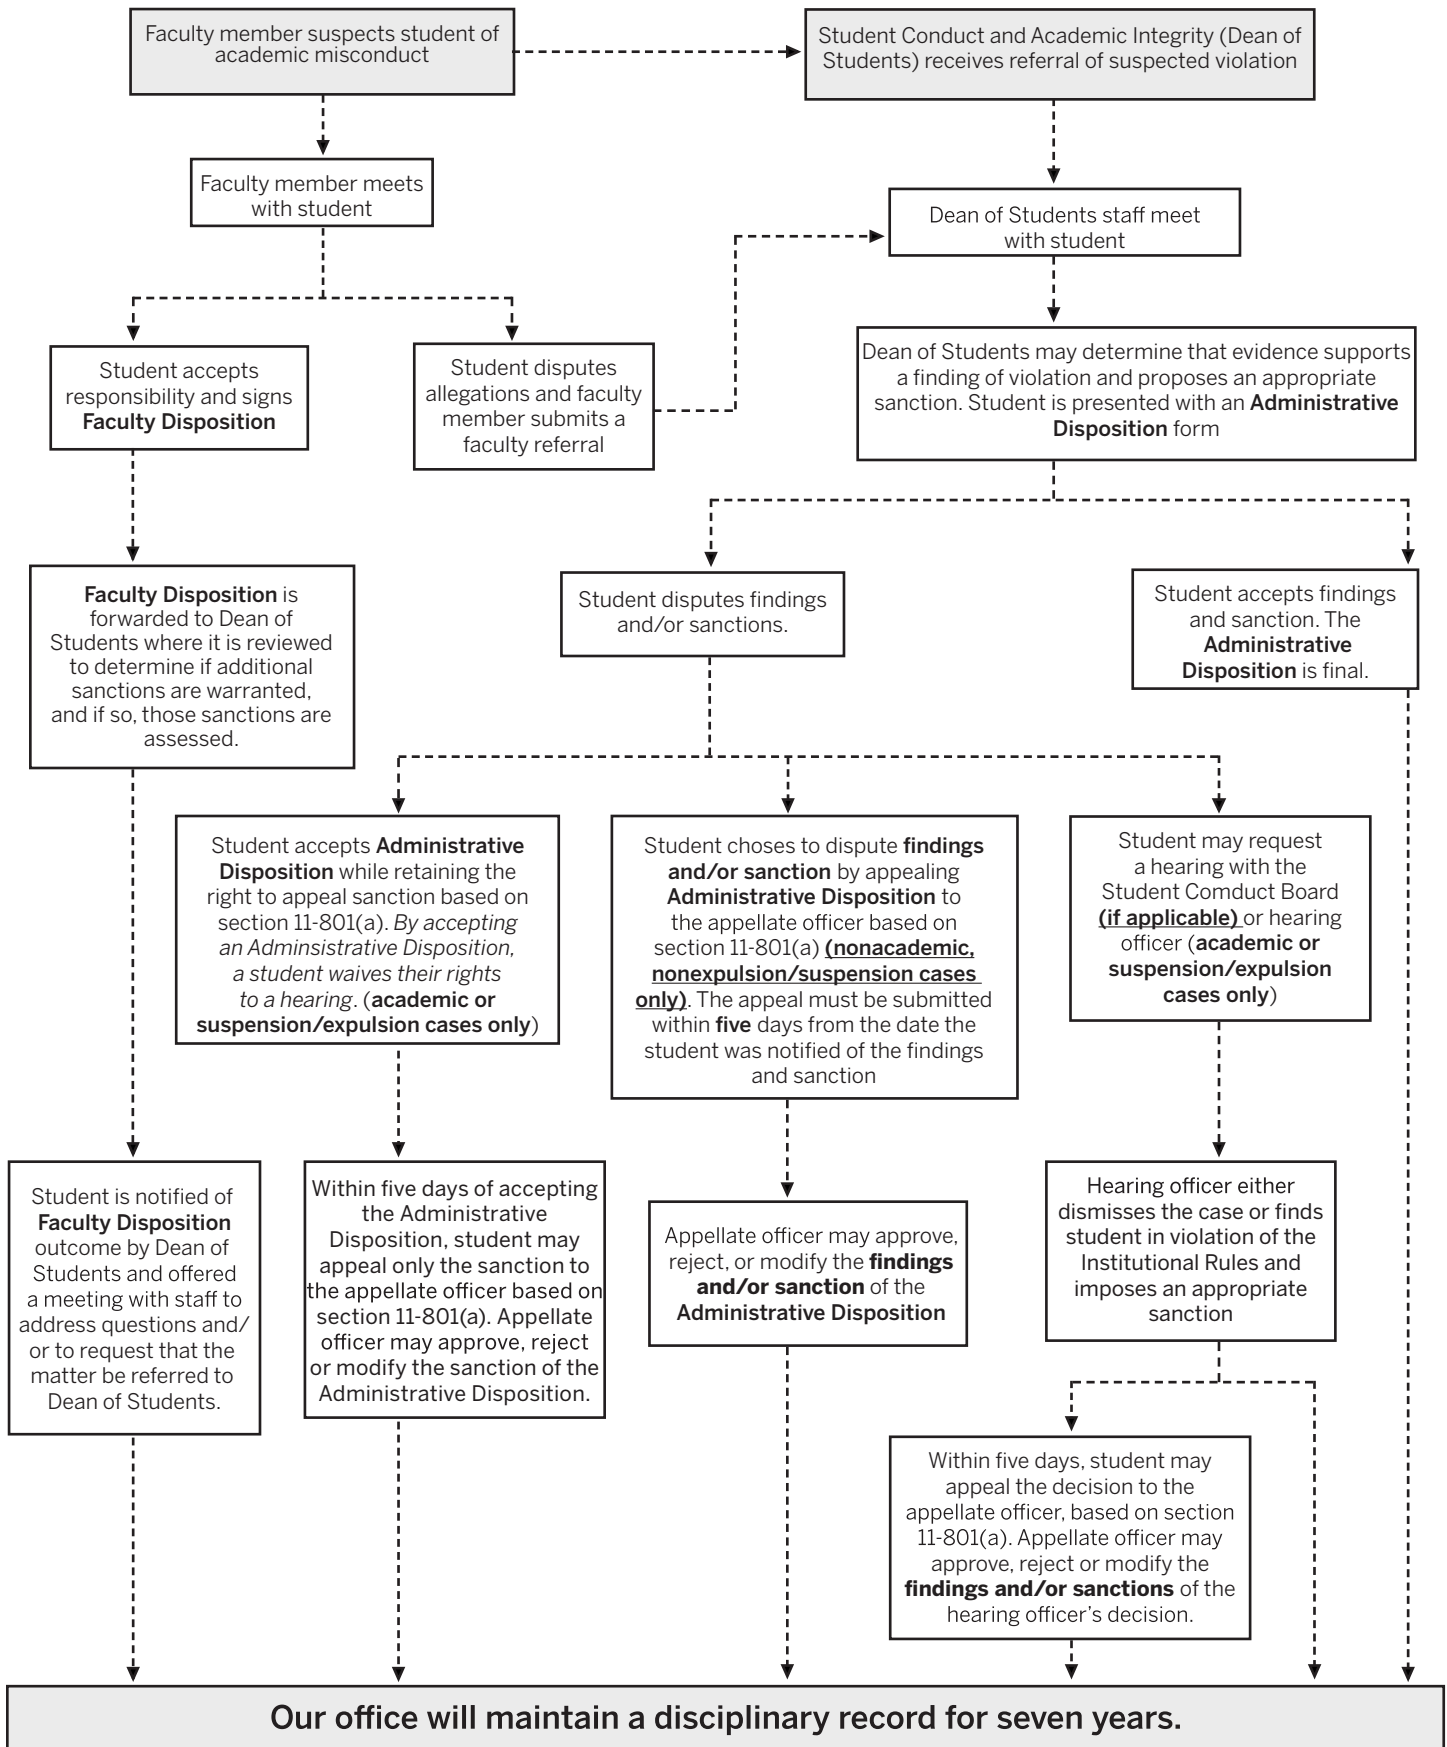 Faculty member suspects student of
academic misconduct
Student Conduct and Academic Integrity (Dean of
Students) receives referral of suspected violation
Faculty member meets
with student
Dean of Students staff meet
with student
Student accepts
responsibility and signs
Faculty Disposition
Student disputes
allegations and faculty
member submits a
faculty referral
Dean of Students may determine that evidence supports
a finding of violation and proposes an appropriate
sanction. Student is presented with an Administrative
Disposition form
Faculty Disposition is
forwarded to Dean of
Students where it is reviewed
to determine if additional
sanctions are warranted,
and if so, those sanctions are
assessed.
Student disputes findings
and/or sanctions.
Student accepts findings
and sanction. The
Administrative
Disposition is final.
Student accepts Administrative
Disposition while retaining the
right to appeal sanction based on
section 11-801(a). By accepting
an Adminsistrative Disposition,
a student waives their rights
to a hearing. (academic or
suspension/expulsion cases only)
Student choses to dispute findings
and/or sanction by appealing
Administrative Disposition to
the appellate officer based on
section 11-801(a) (nonacademic,
nonexpulsion/suspension cases
only). The appeal must be submitted
within five days from the date the
student was notified of the findings
and sanction
Student may request
a hearing with the
Student Comduct Board
(if applicable) or hearing
officer (academic or
suspension/expulsion
cases only)
Student is notified of
Faculty Disposition
outcome by Dean of
Students and offered
a meeting with staff to
address questions and/
or to request that the
matter be referred to
Dean of Students.
Within five days of accepting
the Administrative
Disposition, student may
appeal only the sanction to
the appellate officer based on
section 11-801(a). Appellate
officer may approve, reject
or modify the sanction of the
Administrative Disposition.
Appellate officer may approve,
reject, or modify the findings
and/or sanction of the
Administrative Disposition
Hearing officer either
dismisses the case or finds
student in violation of the
Institutional Rules and
imposes an appropriate
sanction
Within five days, student may
appeal the decision to the
appellate officer, based on section
11-801(a). Appellate officer may
approve, reject or modify the
findings and/or sanctions of the
hearing officer's decision.
Our office will maintain a disciplinary record for seven years.